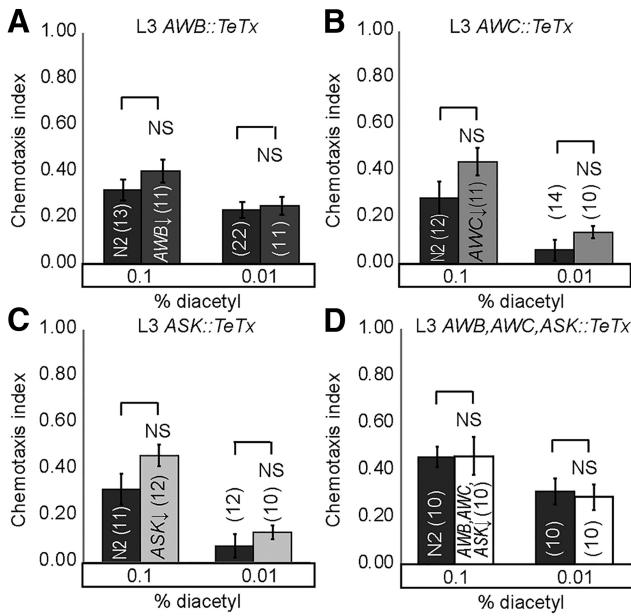 A
L3 AWB::TeTx
Chemotaxis index
1.00
0.80
0.60
0.40
0.20
0.00
NS
NS
N2 (13)
AWB↓ (11)
(22)
(11)
0.1
0.01
% diacetyl
B
L3 AWC::TeTx
Chemotaxis index
1.00
0.80
0.60
0.40
0.20
0.00
NS
NS
N2 (12)
AWC↓(11)
(14)
(10)
0.1
0.01
% diacetyl
C
L3 ASK::TeTx
Chemotaxis index
1.00
0.80
0.60
0.40
0.20
0.00
NS
NS
N2 (11)
ASK↓ (12)
(12)
(10)
0.1
0.01
% diacetyl
D
L3 AWB,AWC,ASK::TeTx
Chemotaxis index
1.00
0.80
0.60
0.40
0.20
0.00
NS
NS
N2 (10)
AWB,AWC,
ASK↓ (10)
(10)
(10)
0.1
0.01
% diacetyl